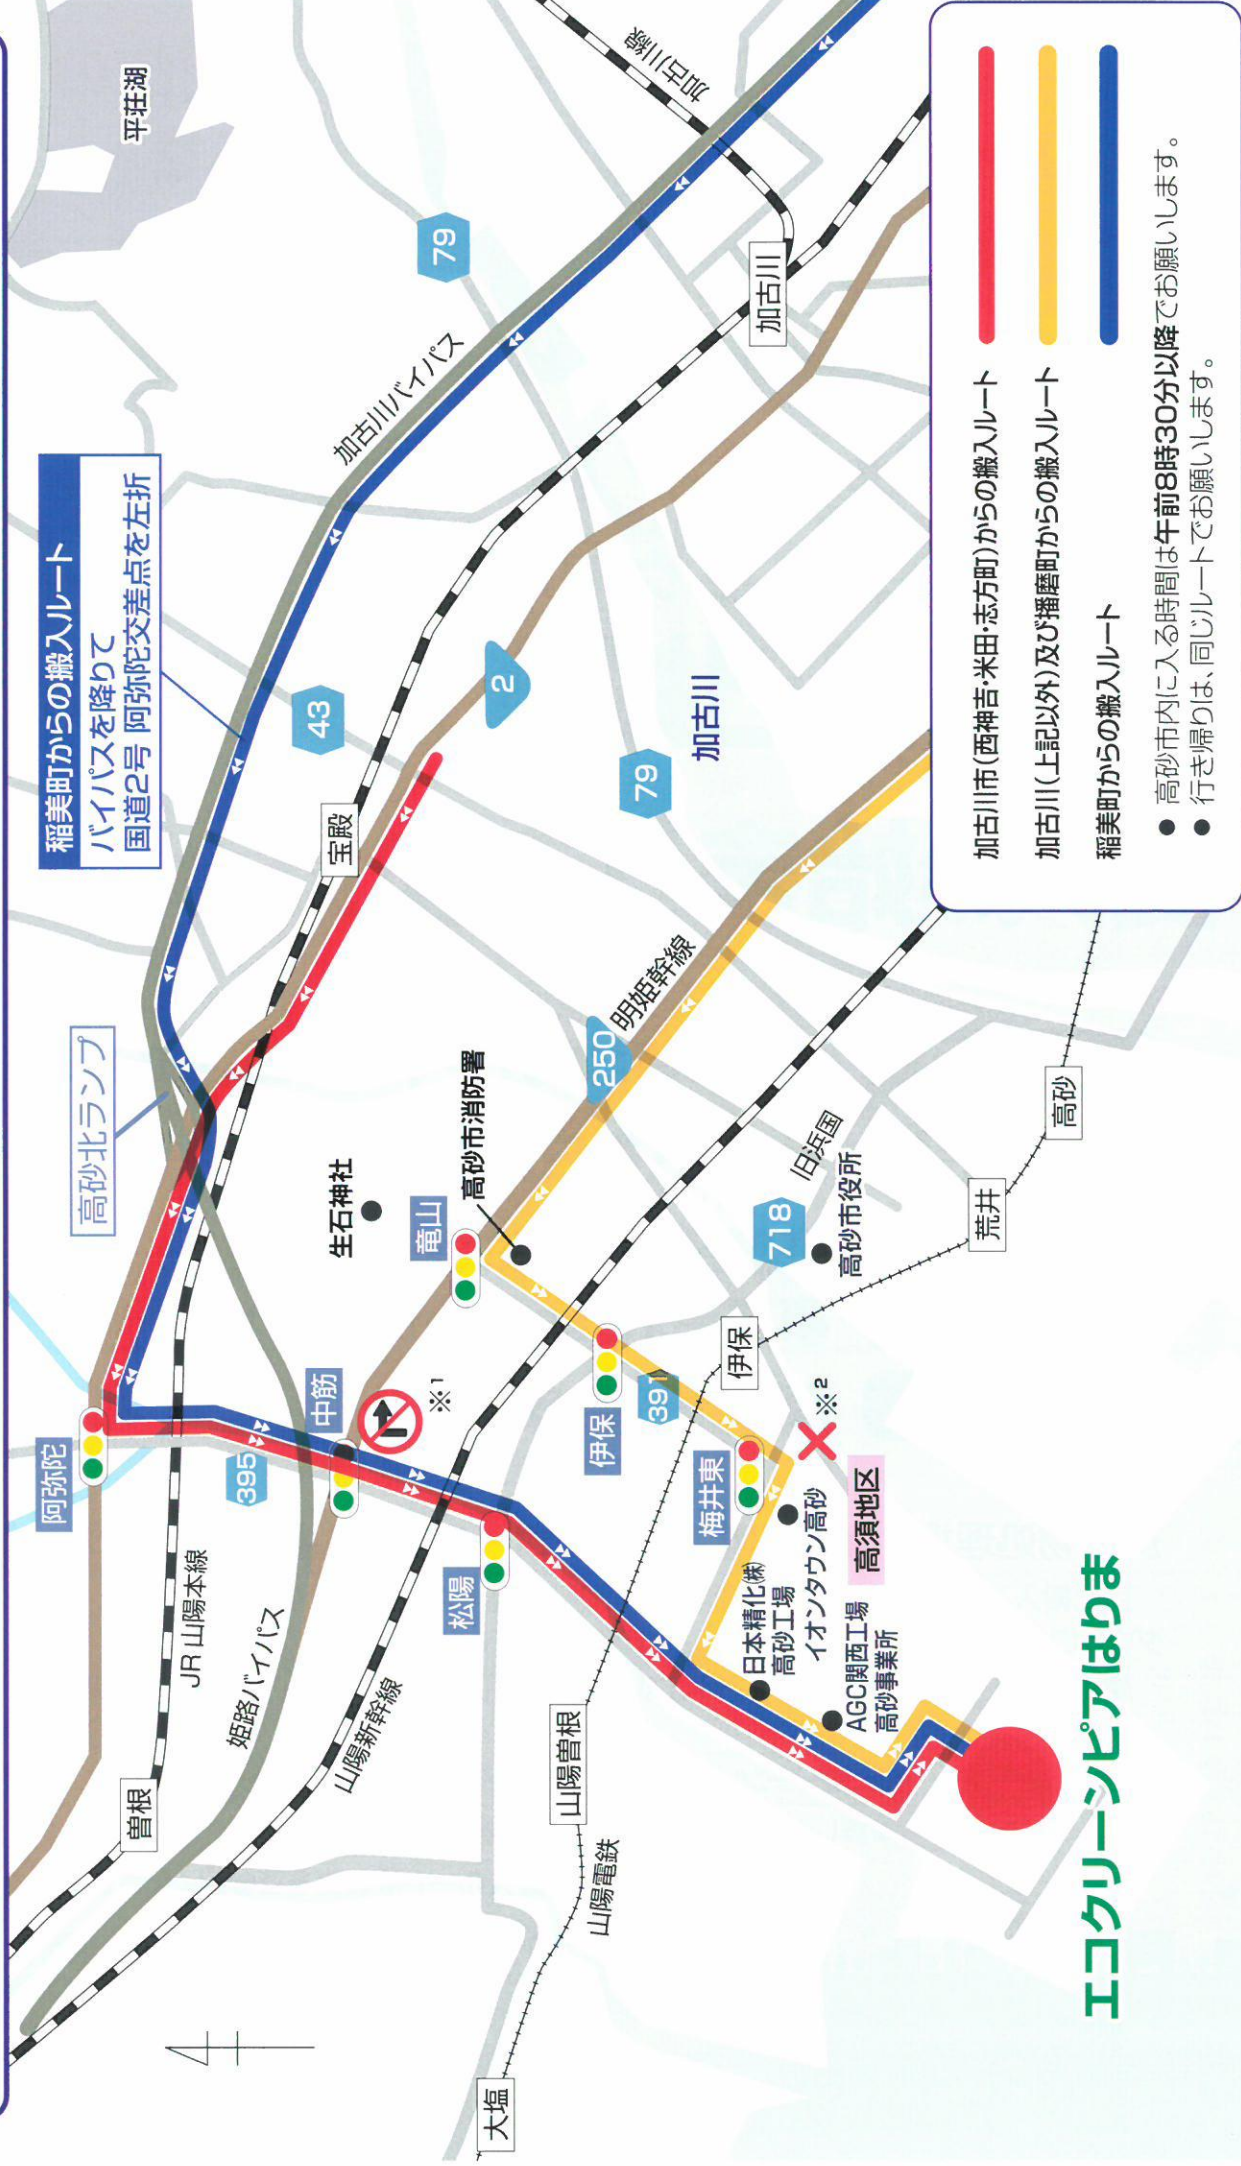 稲美町からの搬入ルート
バイパスを降りて
国道2号 阿弥陀交差点を左折
平荘湖
高砂北ランプ
加古川バイパス
加古川線
79
43
2
宝殿
加古川
加古川
79
阿弥陀
395
JR 山陽本線
曽根
姫路バイパス
山陽新幹線
中筋
※1
生石神社
竜山
高砂市消防署
250
明姫幹線
松陽
伊保
391
旧浜国
718
高砂市役所
伊保
荒井
高砂
梅井東
※2
高須地区
イオンタウン高砂
日本精化㈱
高砂工場
AGC関西工場
高砂事業所
山陽曽根
山陽電鉄
大塩
エコクリーンピアはりま
加古川市(西神吉・米田・志方町)からの搬入ルート
加古川(上記以外)及び播磨町からの搬入ルート
稲美町からの搬入ルート
● 高砂市内に入る時間は午前8時30分以降でお願いします。
● 行き帰りは、同じルートでお願いします。